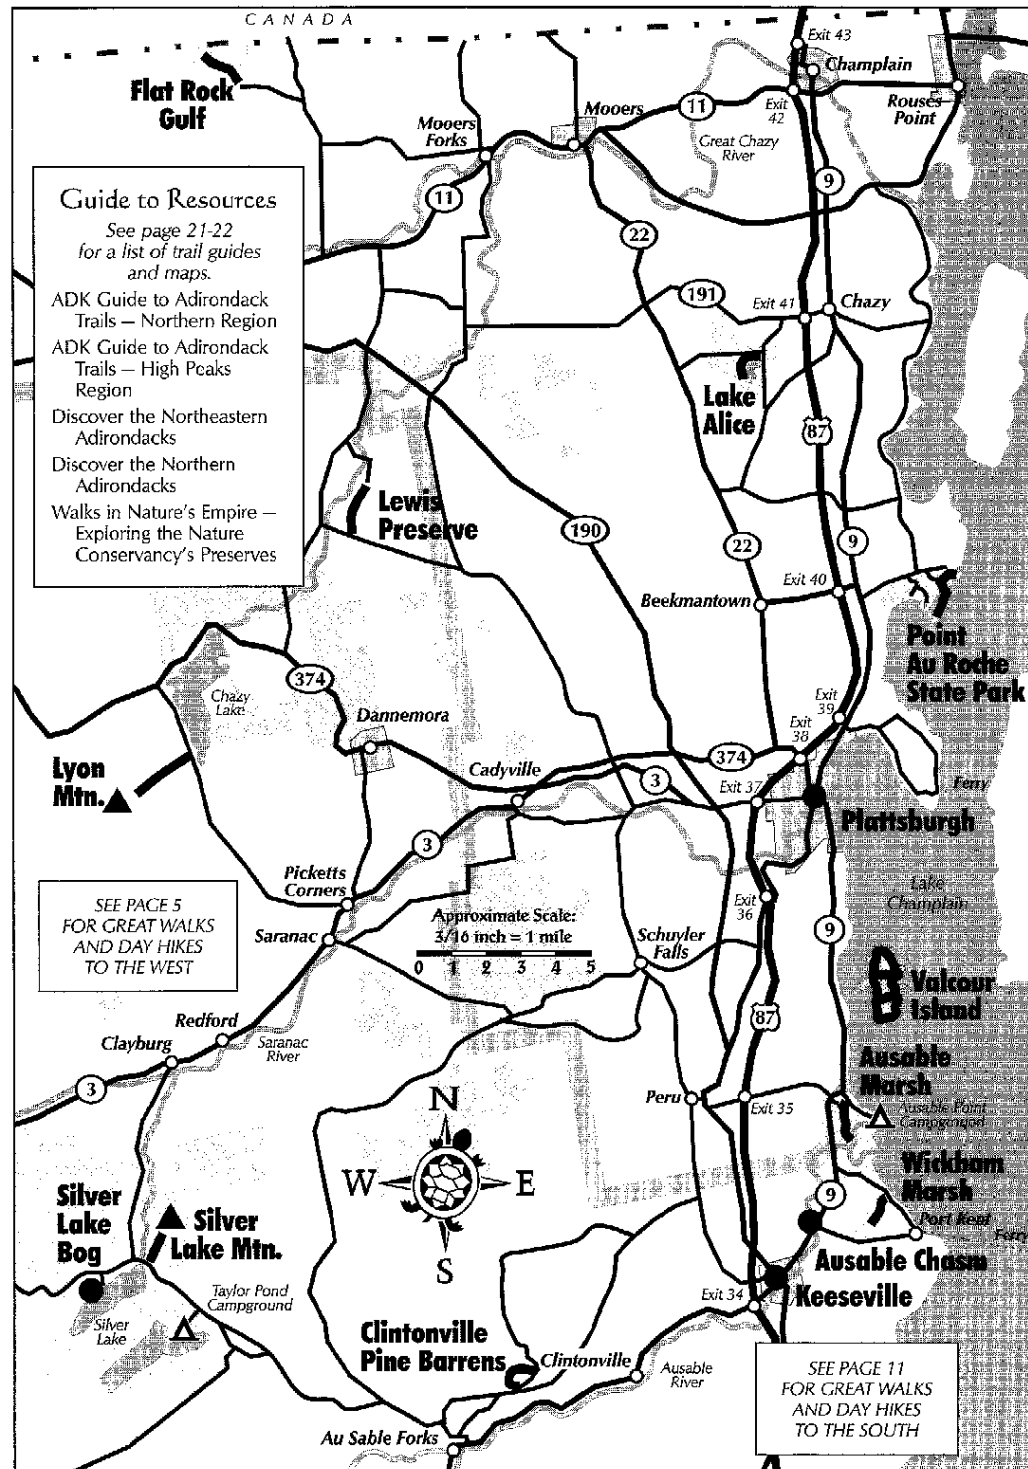 CANADA
Exit 43
Champlain
Flat Rock
Gulf
Mooers
Forks
Mooers
11
Exit
42
Rouses
Point
Great Chazy
River
9
11
22
Guide to Resources
See page 21-22
for a list of trail guides
and maps.
ADK Guide to Adirondack
Trails — Northern Region
ADK Guide to Adirondack
Trails — High Peaks
Region
Discover the Northeastern
Adirondacks
Discover the Northern
Adirondacks
Walks in Nature's Empire —
Exploring the Nature
Conservancy's Preserves
191
Exit 41
Chazy
Lake
Alice
87
Lewis
Preserve
190
22
9
Exit 40
Beekmantown
Point
Au Roche
State Park
374
Chazy
Lake
Dannemora
Exit
39
Exit
38
Lyon
Mtn.
Cadyville
374
3
Exit 37
Ferry
Plattsburgh
3
Picketts
Corners
SEE PAGE 5
FOR GREAT WALKS
AND DAY HIKES
TO THE WEST
Lake
Champlain
Exit
36
Approximate Scale:
3/16 inch = 1 mile
0 1 2 3 4 5
Saranac
Schuyler
Falls
9
Valcour
Island
Redford
Clayburg
Saranac
River
87
Ausable
Marsh
3
N
Peru
Exit 35
Ausable Point
Campground
W
E
S
Wickham
Marsh
Silver
Lake
Bog
Silver
Lake Mtn.
9
Port Kent
Ferry
Ausable Chasm
Keeseville
Exit 34
Taylor Pond
Campground
Silver
Lake
Clintonville
Pine Barrens
Clintonville
Ausable
River
SEE PAGE 11
FOR GREAT WALKS
AND DAY HIKES
TO THE SOUTH
Au Sable Forks